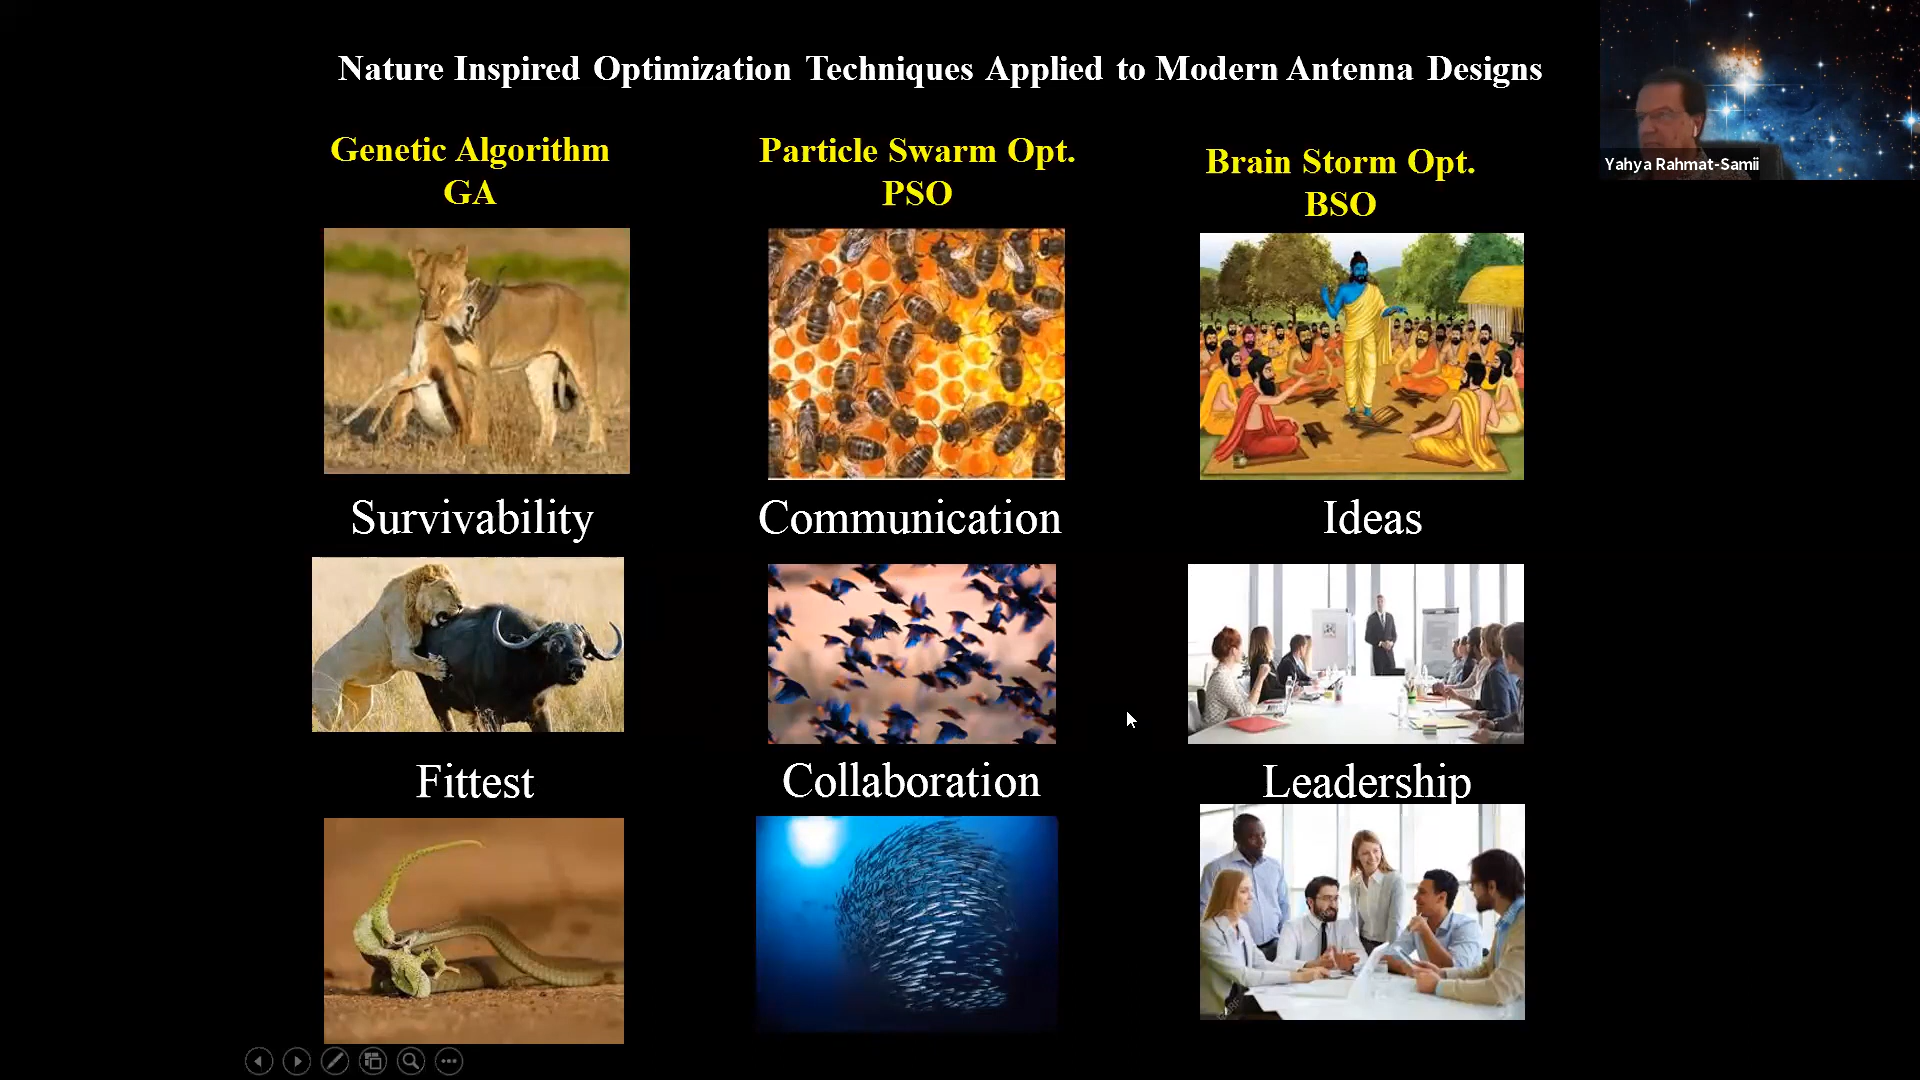 Nature Inspired Optimization Techniques Applied to Modern Antenna Designs
Yahya Rahmat-Samii
Genetic Algorithm
GA
Particle Swarm Opt.
PSO
Brain Storm Opt.
BSO
Survivability
Communication
Ideas
Fittest
Collaboration
Leadership